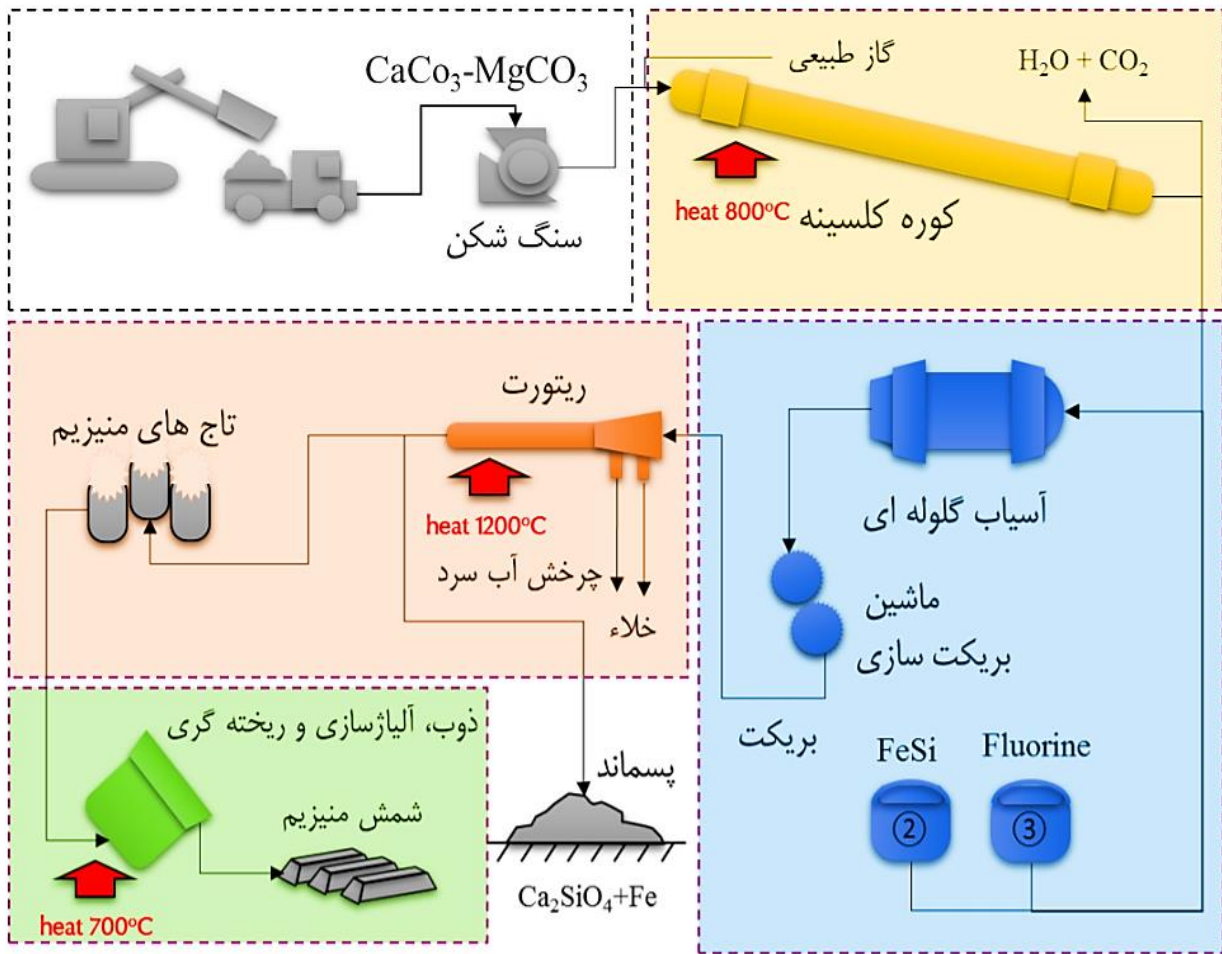 CaCo₃-MgCO₃
سنگ شکن
گاز طبیعی
H₂O + CO₂
heat 800°C
کوره کلسینه
آسیاب گلوله ای
ماشین
بریکت سازی
بریکت
FeSi
Fluorine
②
③
ریتورت
تاج های منیزیم
heat 1200°C
چرخش آب سرد
خلاء
ذوب، آلیاژسازی و ریخته گری
شمش منیزیم
heat 700°C
پسماند
Ca₂SiO₄+Fe